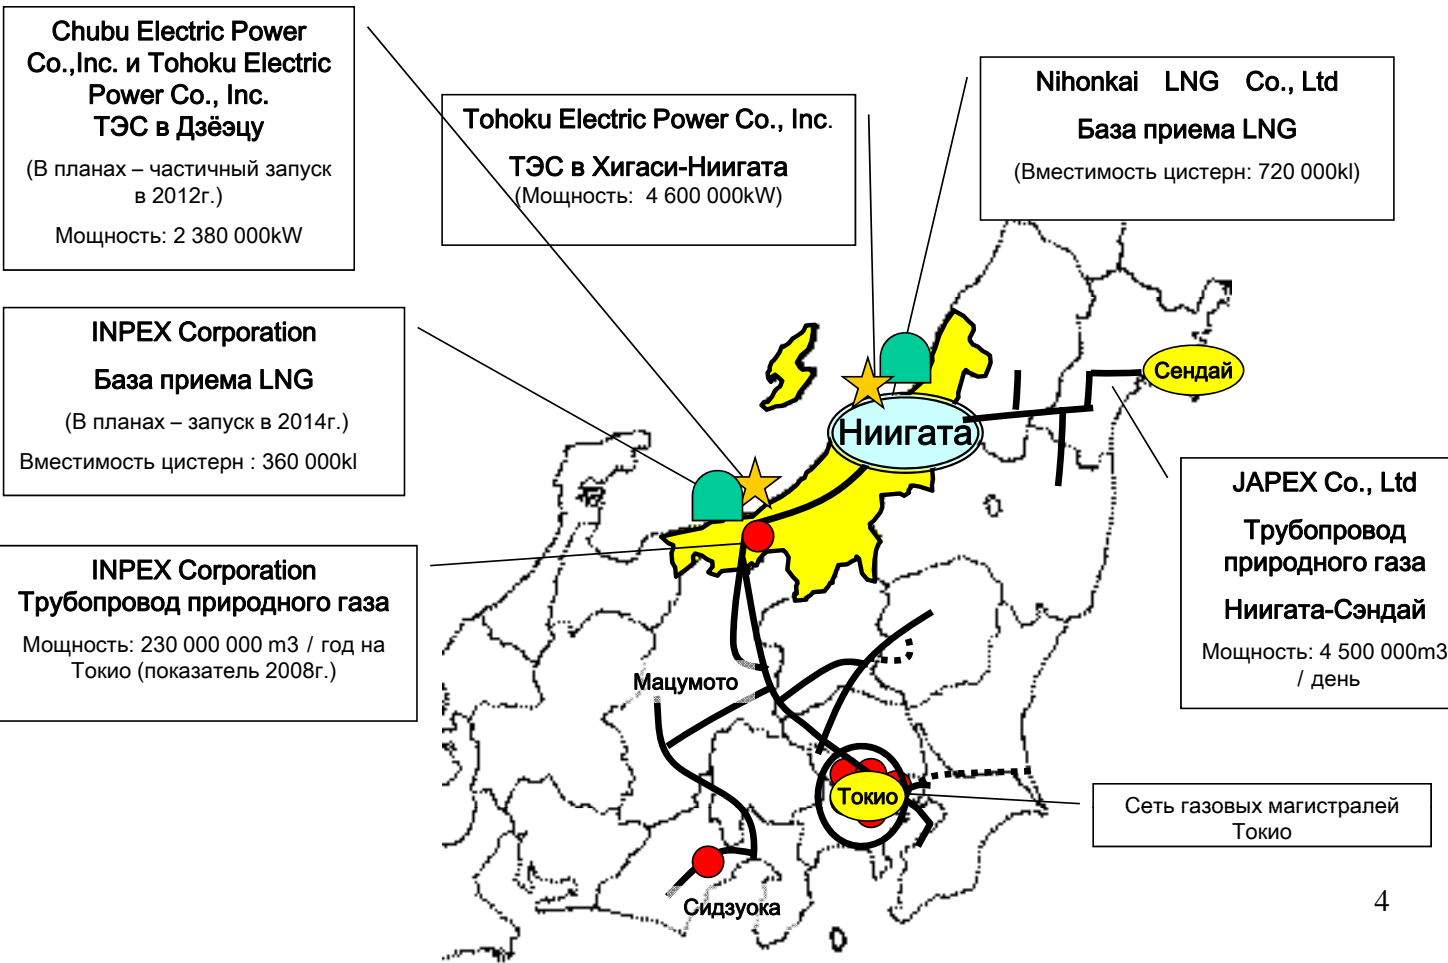 Chubu Electric Power
Co.,Inc. и Tohoku Electric
Power Co., Inc.
ТЭС в Дзёэцу
(В планах – частичный запуск
в 2012г.)
Мощность: 2 380 000kW
Tohoku Electric Power Co., Inc.
ТЭС в Хигаси-Ниигата
(Мощность: 4 600 000kW)
Nihonkai LNG Co., Ltd
База приема LNG
(Вместимость цистерн: 720 000kl)
INPEX Corporation
База приема LNG
(В планах – запуск в 2014г.)
Вместимость цистерн : 360 000kl
Сендай
Ниигата
JAPEX Co., Ltd
Трубопровод
природного газа
Ниигата-Сэндай
Мощность: 4 500 000m3
/ день
INPEX Corporation
Трубопровод природного газа
Мощность: 230 000 000 m3 / год на
Токио (показатель 2008г.)
Мацумото
Токио
Сеть газовых магистралей
Токио
Сидзуока
4